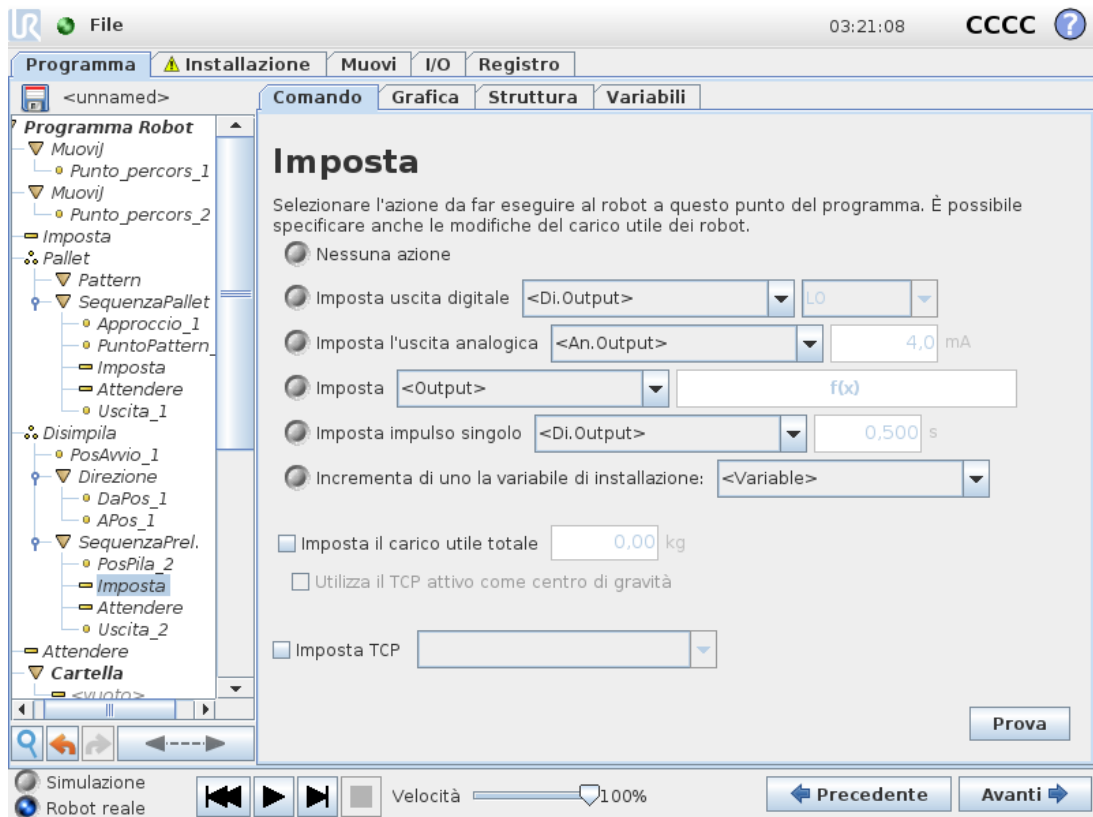 UR File 03:21:08 CCCC ?
Programma Installazione Muovi I/O Registro
<unnamed>
Comando Grafica Struttura Variabili
Programma Robot
MuoviJ
Punto_percors_1
MuoviJ
Punto_percors_2
Imposta
Pallet
Pattern
SequenzaPallet
Approccio_1
PuntoPattern_
Imposta
Attendere
Uscita_1
Disimpila
PosAvvio_1
Direzione
DaPos_1
APos_1
SequenzaPrel.
PosPila_2
Imposta
Attendere
Uscita_2
Attendere
Cartella
<vuoto>
Imposta
Selezionare l'azione da far eseguire al robot a questo punto del programma. È possibile
specificare anche le modifiche del carico utile dei robot.
Nessuna azione
Imposta uscita digitale <Di.Output> L0
Imposta l'uscita analogica <An.Output> 4,0 mA
Imposta <Output> f(x)
Imposta impulso singolo <Di.Output> 0,500 s
Incrementa di uno la variabile di installazione: <Variable>
Imposta il carico utile totale 0,00 kg
Utilizza il TCP attivo come centro di gravità
Imposta TCP
Prova
Simulazione
Robot reale
Velocità 100%
Precedente Avanti